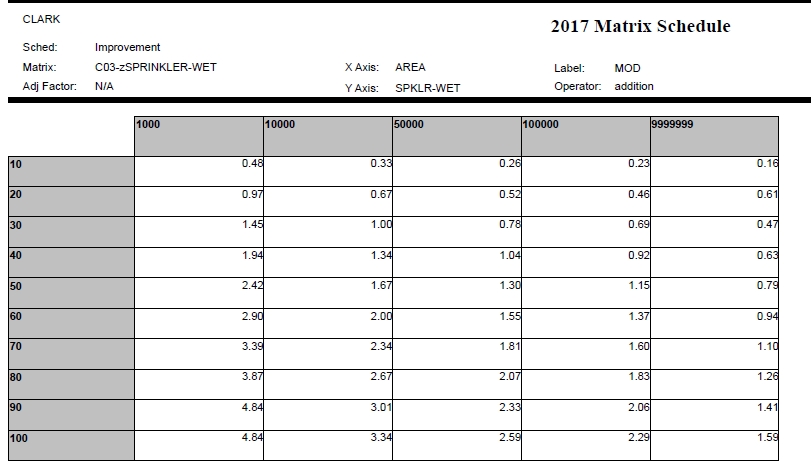 CLARK
2017 Matrix Schedule
Sched: Improvement
Matrix: C03-zSPRINKLER-WET X Axis: AREA Label: MOD
Adj Factor: N/A Y Axis: SPKLR-WET Operator: addition
1000 10000 50000 100000 9999999
10 0.48 0.33 0.26 0.23 0.16
20 0.97 0.67 0.52 0.46 0.61
30 1.45 1.00 0.78 0.69 0.47
40 1.94 1.34 1.04 0.92 0.63
50 2.42 1.67 1.30 1.15 0.79
60 2.90 2.00 1.55 1.37 0.94
70 3.39 2.34 1.81 1.60 1.10
80 3.87 2.67 2.07 1.83 1.26
90 4.84 3.01 2.33 2.06 1.41
100 4.84 3.34 2.59 2.29 1.59